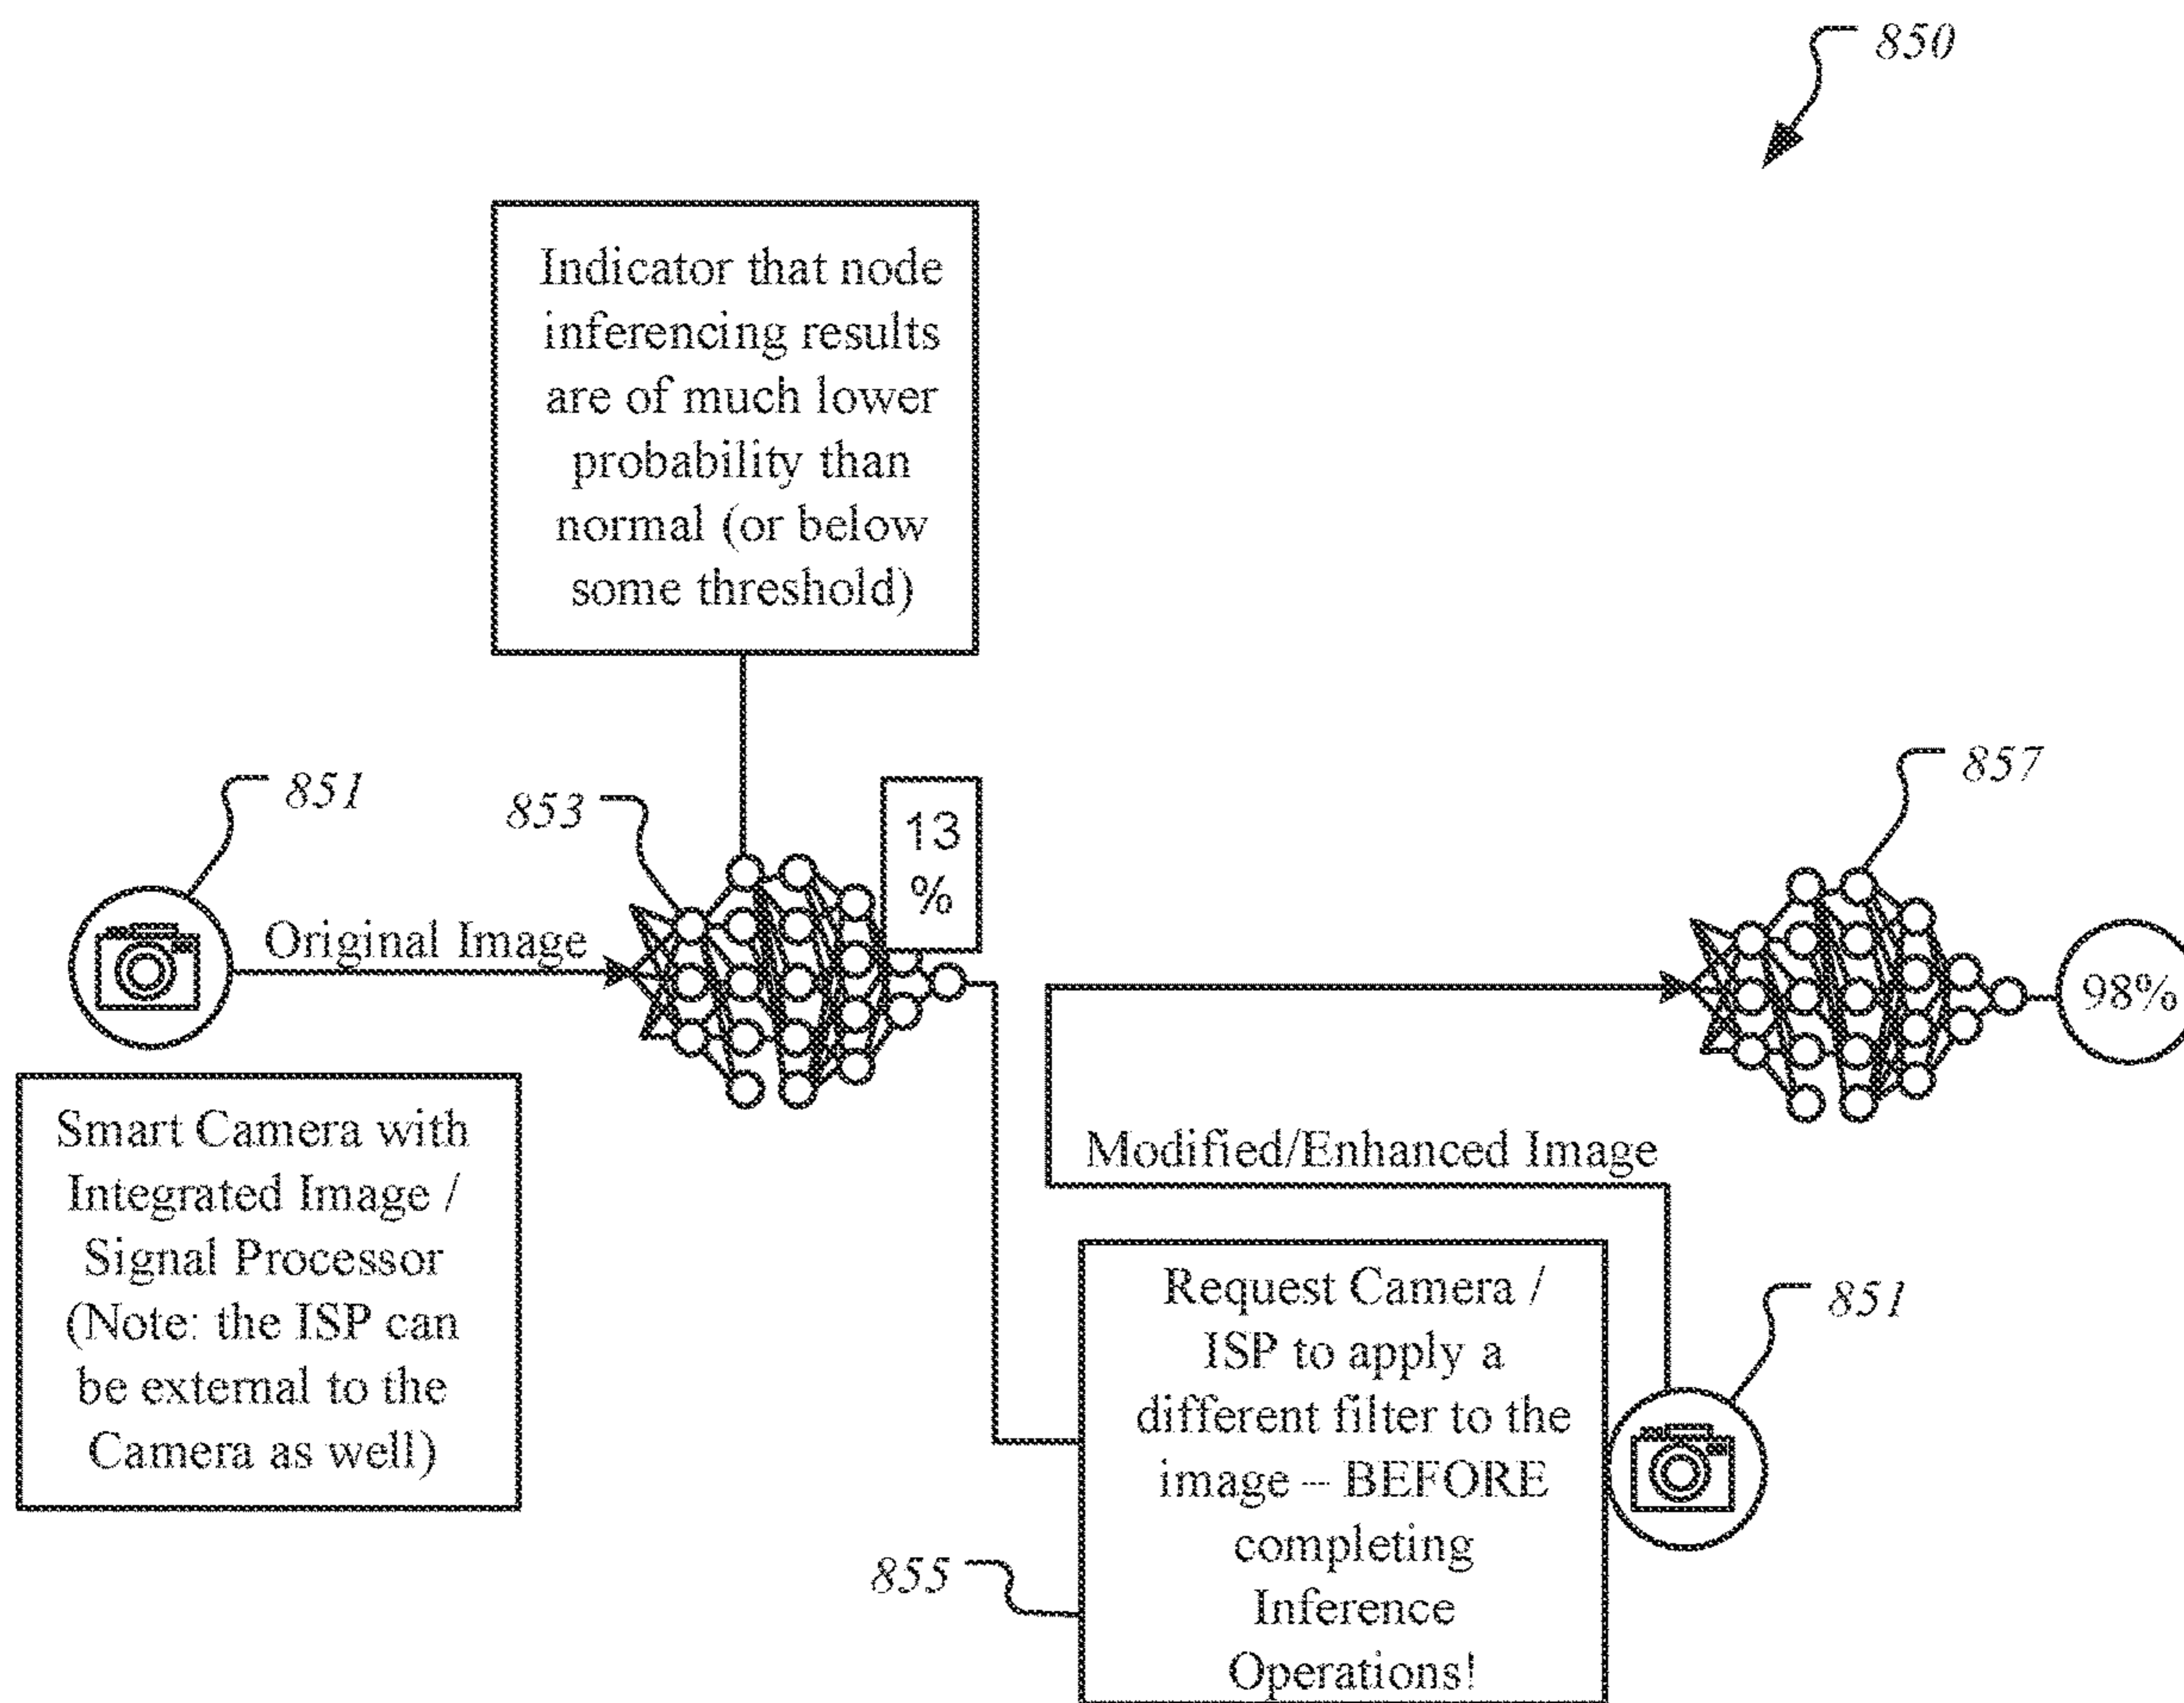 850
Indicator that node
inferencing results
are of much lower
probability than
normal (or below
some threshold)
851
853
13
%
857
Original Image
98%
Smart Camera with
Integrated Image /
Signal Processor
(Note: the ISP can
be external to the
Camera as well)
Modified/Enhanced Image
Request Camera /
ISP to apply a
different filter to the
image -- BEFORE
completing
Inference
Operations!
851
855